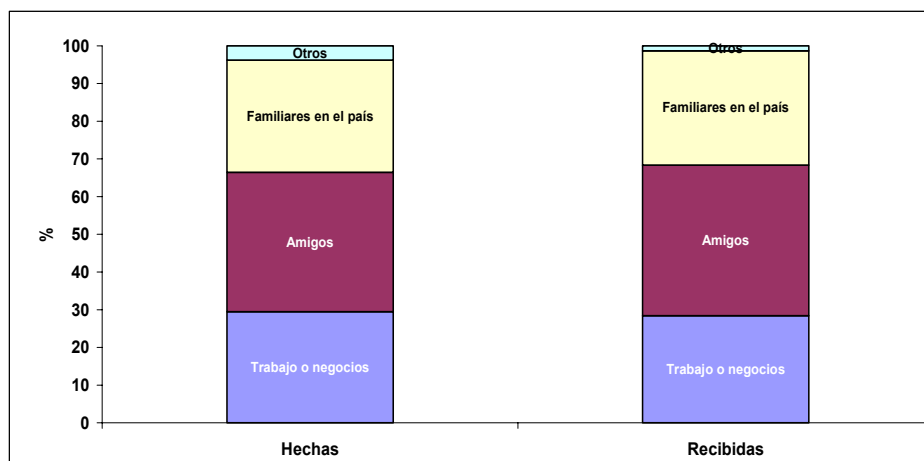 100
90
80
70
60
50
40
30
20
10
0
%
Otros
Familiares en el país
Amigos
Trabajo o negocios
Otros
Familiares en el país
Amigos
Trabajo o negocios
Hechas
Recibidas